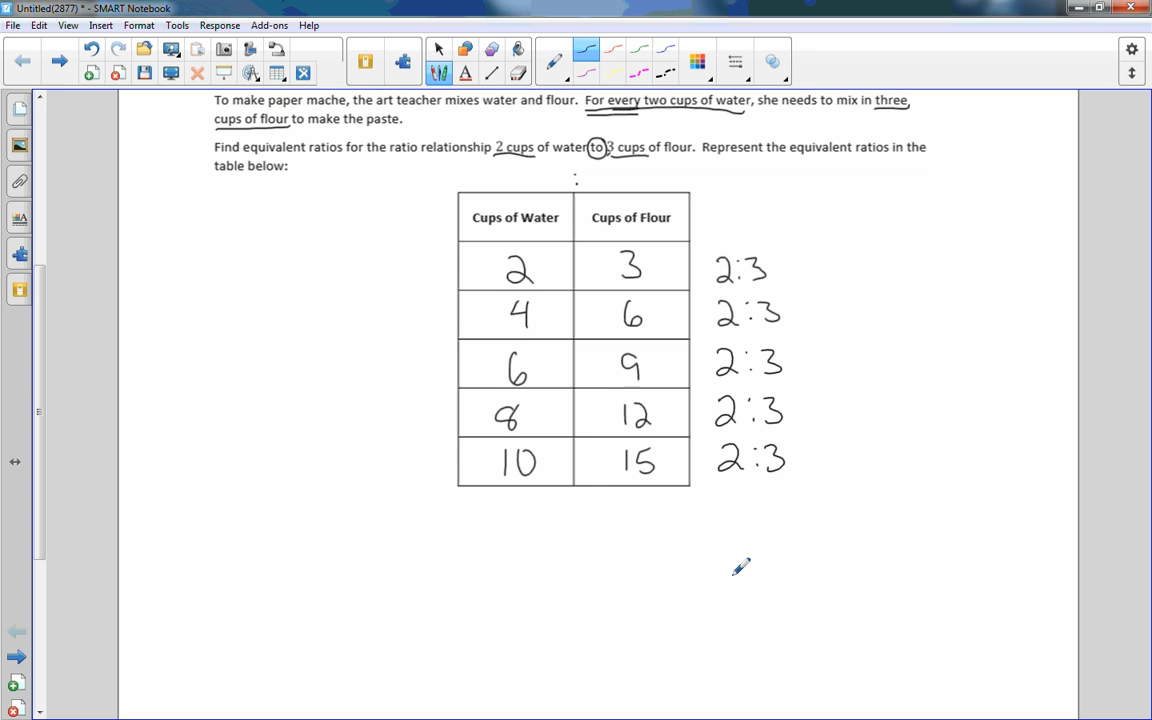 Untitled(2877) * - SMART Notebook
File Edit View Insert Format Tools Response Add-ons Help
To make paper mache, the art teacher mixes water and flour. For every two cups of water, she needs to mix in three
cups of flour to make the paste.
Find equivalent ratios for the ratio relationship 2 cups of water to 3 cups of flour. Represent the equivalent ratios in the
table below:
:
Cups of Water Cups of Flour
2 3 2:3
4 6 2:3
6 9 2:3
8 12 2:3
10 15 2:3